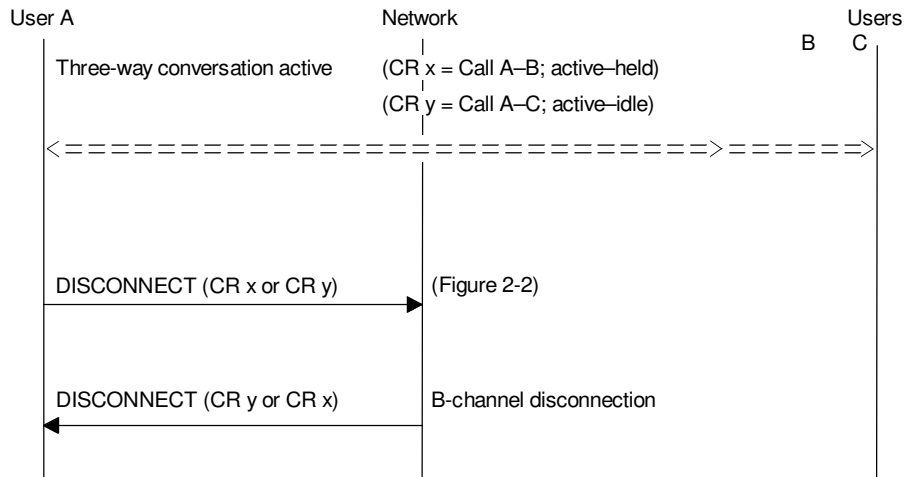 User A Network Users
B C
Three-way conversation active (CR x = Call A–B; active–held)
(CR y = Call A–C; active–idle)
DISCONNECT (CR x or CR y) (Figure 2-2)
DISCONNECT (CR y or CR x) B-channel disconnection